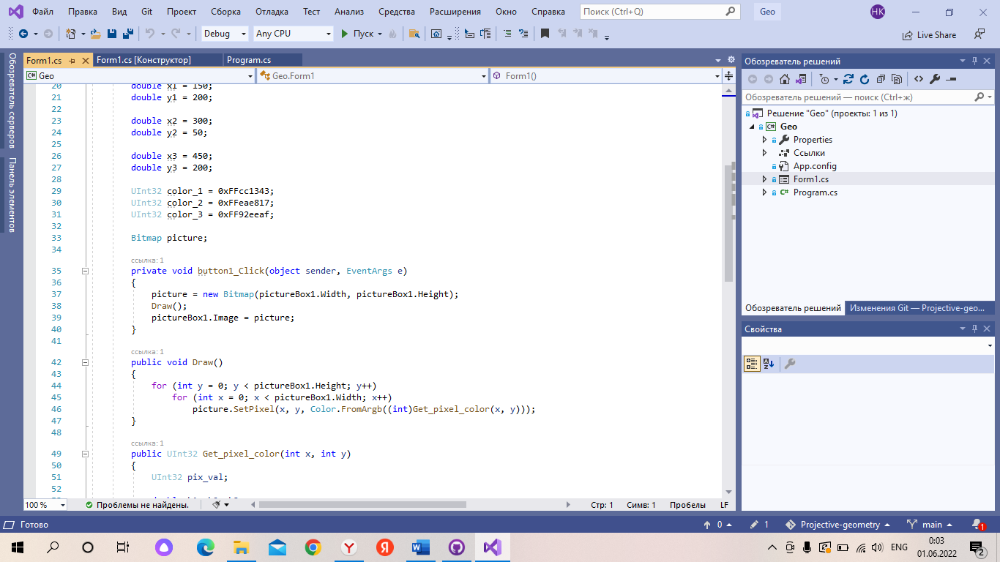 Файл Правка Вид Git Проект Сборка Отладка Тест Анализ Средства Расширения Окно Справка Поиск (Ctrl+Q) Geo НК
Debug Any CPU Пуск Live Share
Обозреватель серверов
Панель элементов
Form1.cs Form1.cs [Конструктор] Program.cs
Geo Geo.Form1 Form1()
20 double x1 = 150;
21 double y1 = 200;
22
23 double x2 = 300;
24 double y2 = 50;
25
26 double x3 = 450;
27 double y3 = 200;
28
29 UInt32 color_1 = 0xFFcc1343;
30 UInt32 color_2 = 0xFFeae817;
31 UInt32 color_3 = 0xFF92eeaf;
32
33 Bitmap picture;
34
ссылка: 1
35 private void button1_Click(object sender, EventArgs e)
36 {
37 picture = new Bitmap(pictureBox1.Width, pictureBox1.Height);
38 Draw();
39 pictureBox1.Image = picture;
40 }
41
ссылка: 1
42 public void Draw()
43 {
44 for (int y = 0; y < pictureBox1.Height; y++)
45 for (int x = 0; x < pictureBox1.Width; x++)
46 picture.SetPixel(x, y, Color.FromArgb((int)Get_pixel_color(x, y)));
47 }
48
ссылка: 1
49 public UInt32 Get_pixel_color(int x, int y)
50 {
51 UInt32 pix_val;
52
100 % Проблемы не найдены. Стр: 1 Симв: 1 Пробелы LF
Обозреватель решений
Обозреватель решений — поиск (Ctrl+ж)
Решение "Geo" (проекты: 1 из 1)
Geo
Properties
Ссылки
App.config
Form1.cs
Program.cs
Обозреватель решений Изменения Git — Projective-geo...
Свойства
Готово 0 1 Projective-geometry main 1
ENG 0:03
01.06.2022 2